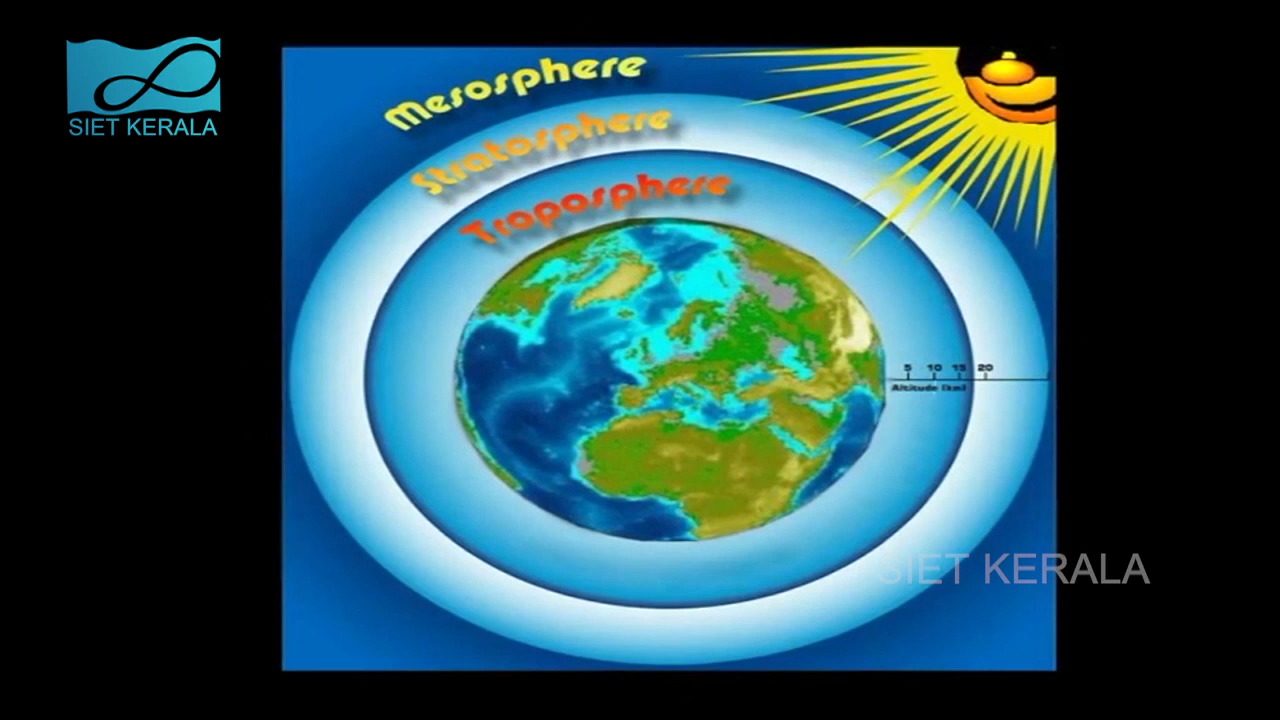 SIET KERALA
Mesosphere
Stratosphere
Troposphere
5 10 15 20
Altitude [km]
SIET KERALA